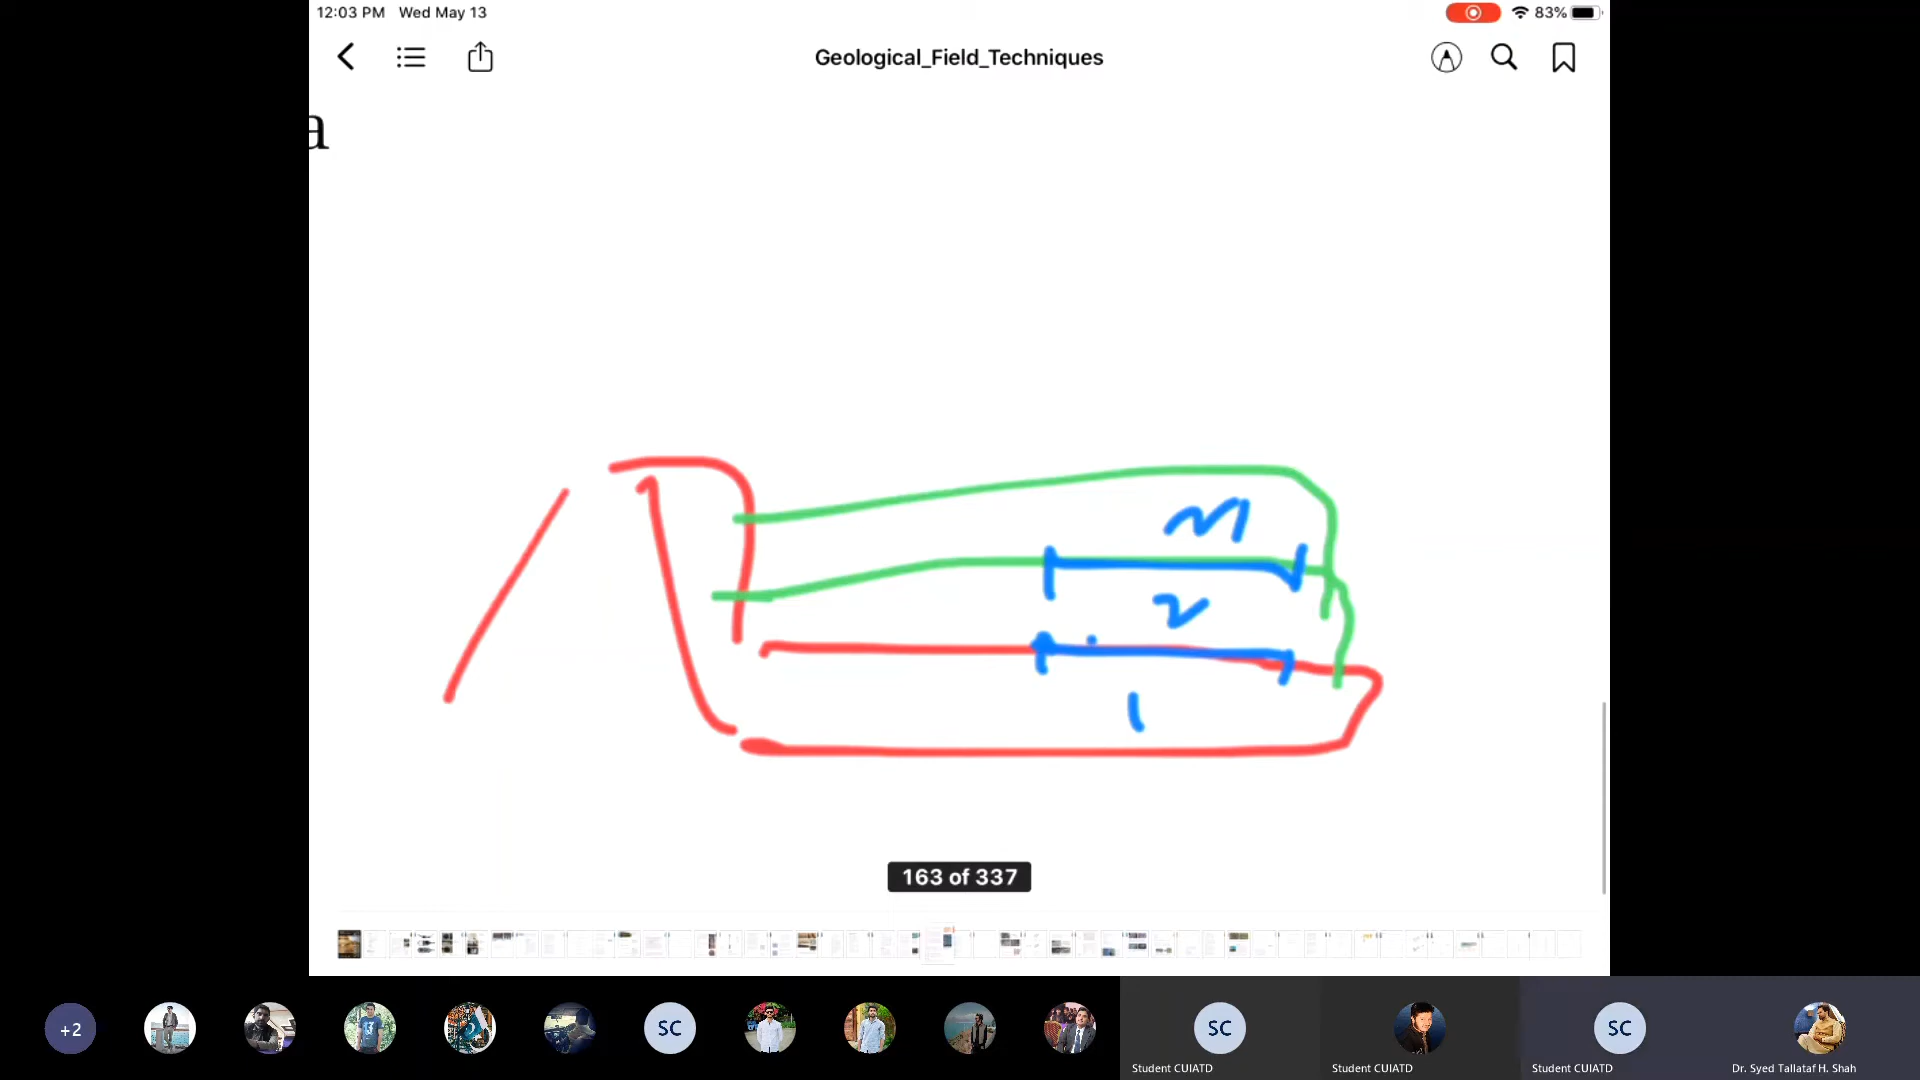 12:03 PM Wed May 13
83%
Geological_Field_Techniques
a
2
1
163 of 337
+2
SC
SC
SC
Student CUIATD
Student CUIATD
Student CUIATD
Dr. Syed Tallataf H. Shah